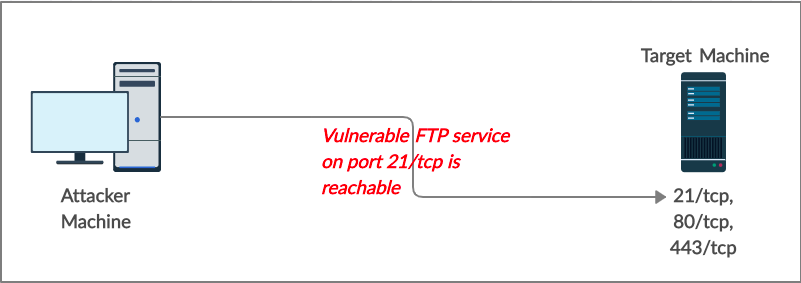 Target Machine
Vulnerable FTP service
on port 21/tcp is
reachable
Attacker
Machine
21/tcp,
80/tcp,
443/tcp